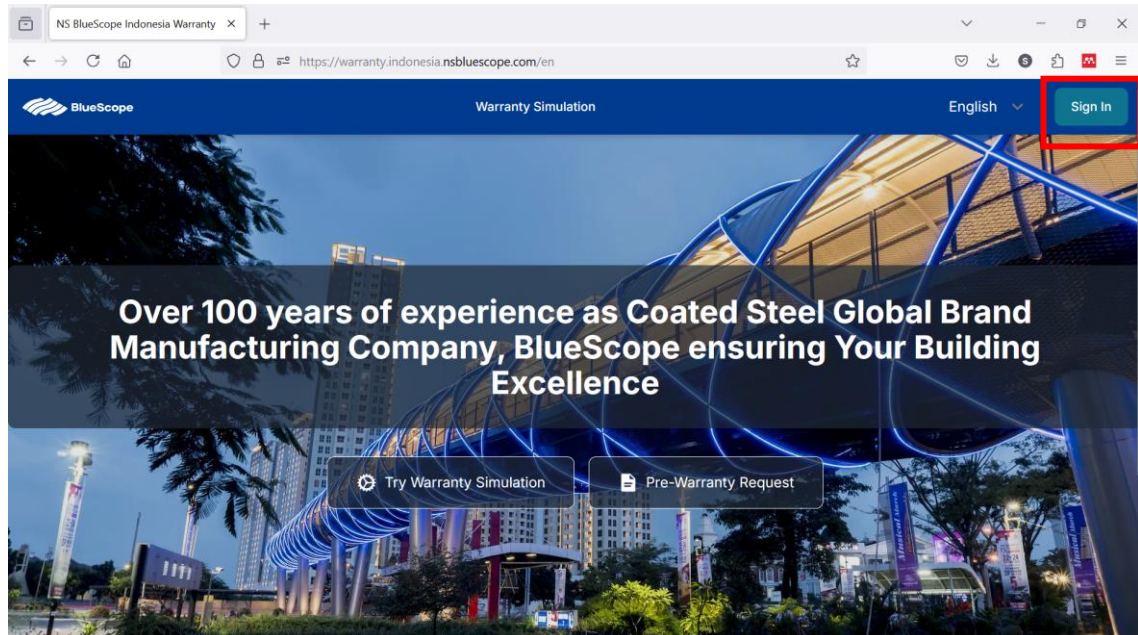 NS BlueScope Indonesia Warranty
https://warranty.indonesia.nsbluescope.com/en
BlueScope
Warranty Simulation
English
Sign In
Over 100 years of experience as Coated Steel Global Brand
Manufacturing Company, BlueScope ensuring Your Building
Excellence
Try Warranty Simulation
Pre-Warranty Request